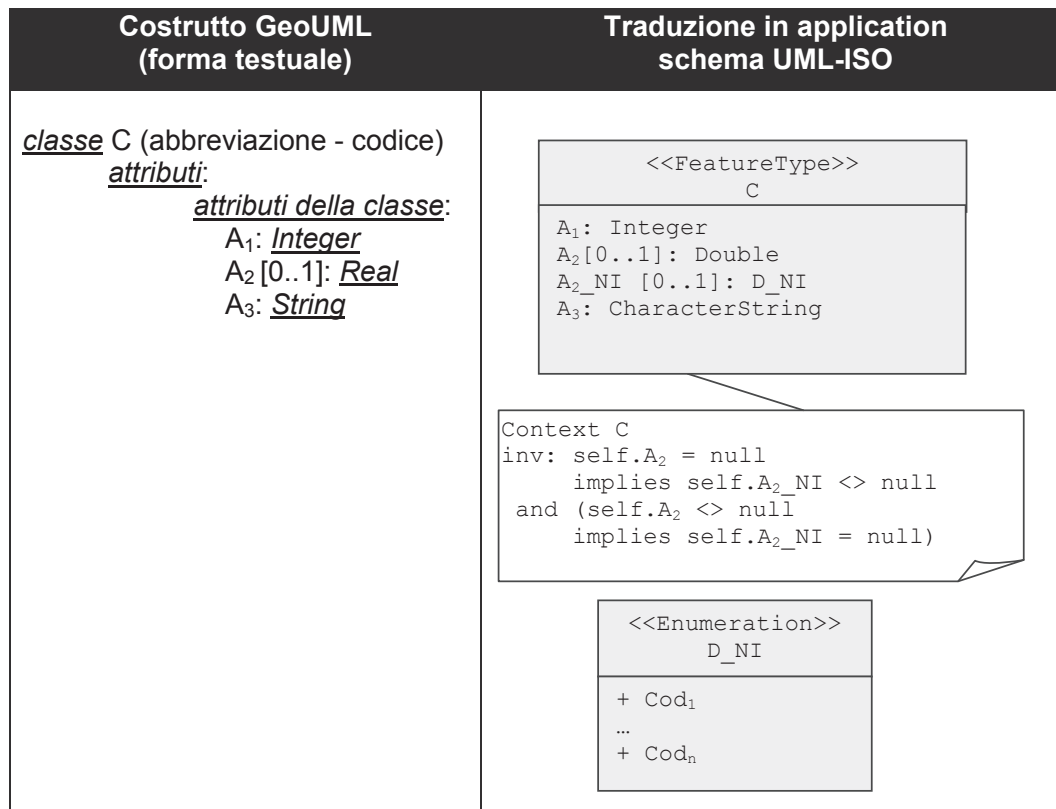 Costrutto GeoUML
(forma testuale)
Traduzione in application
schema UML-ISO
classe C (abbreviazione - codice)
attributi:
attributi della classe:
A₁: Integer
A₂ [0..1]: Real
A₃: String
<<FeatureType>>
C
A₁: Integer
A₂[0..1]: Double
A₂_NI [0..1]: D_NI
A₃: CharacterString
Context C
inv: self.A₂ = null
implies self.A₂_NI <> null
and (self.A₂ <> null
implies self.A₂_NI = null)
<<Enumeration>>
D_NI
+ Cod₁
…
+ Codₙ